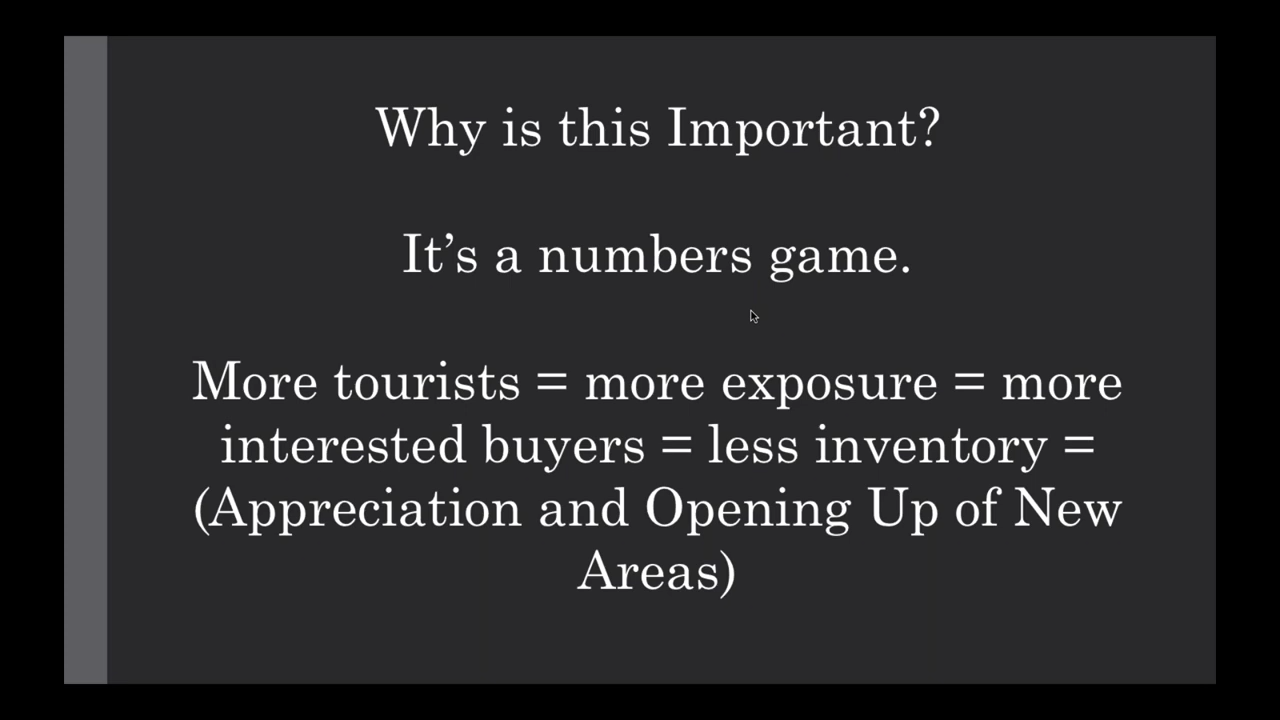 Why is this Important?
It’s a numbers game.
More tourists = more exposure = more
interested buyers = less inventory =
(Appreciation and Opening Up of New
Areas)